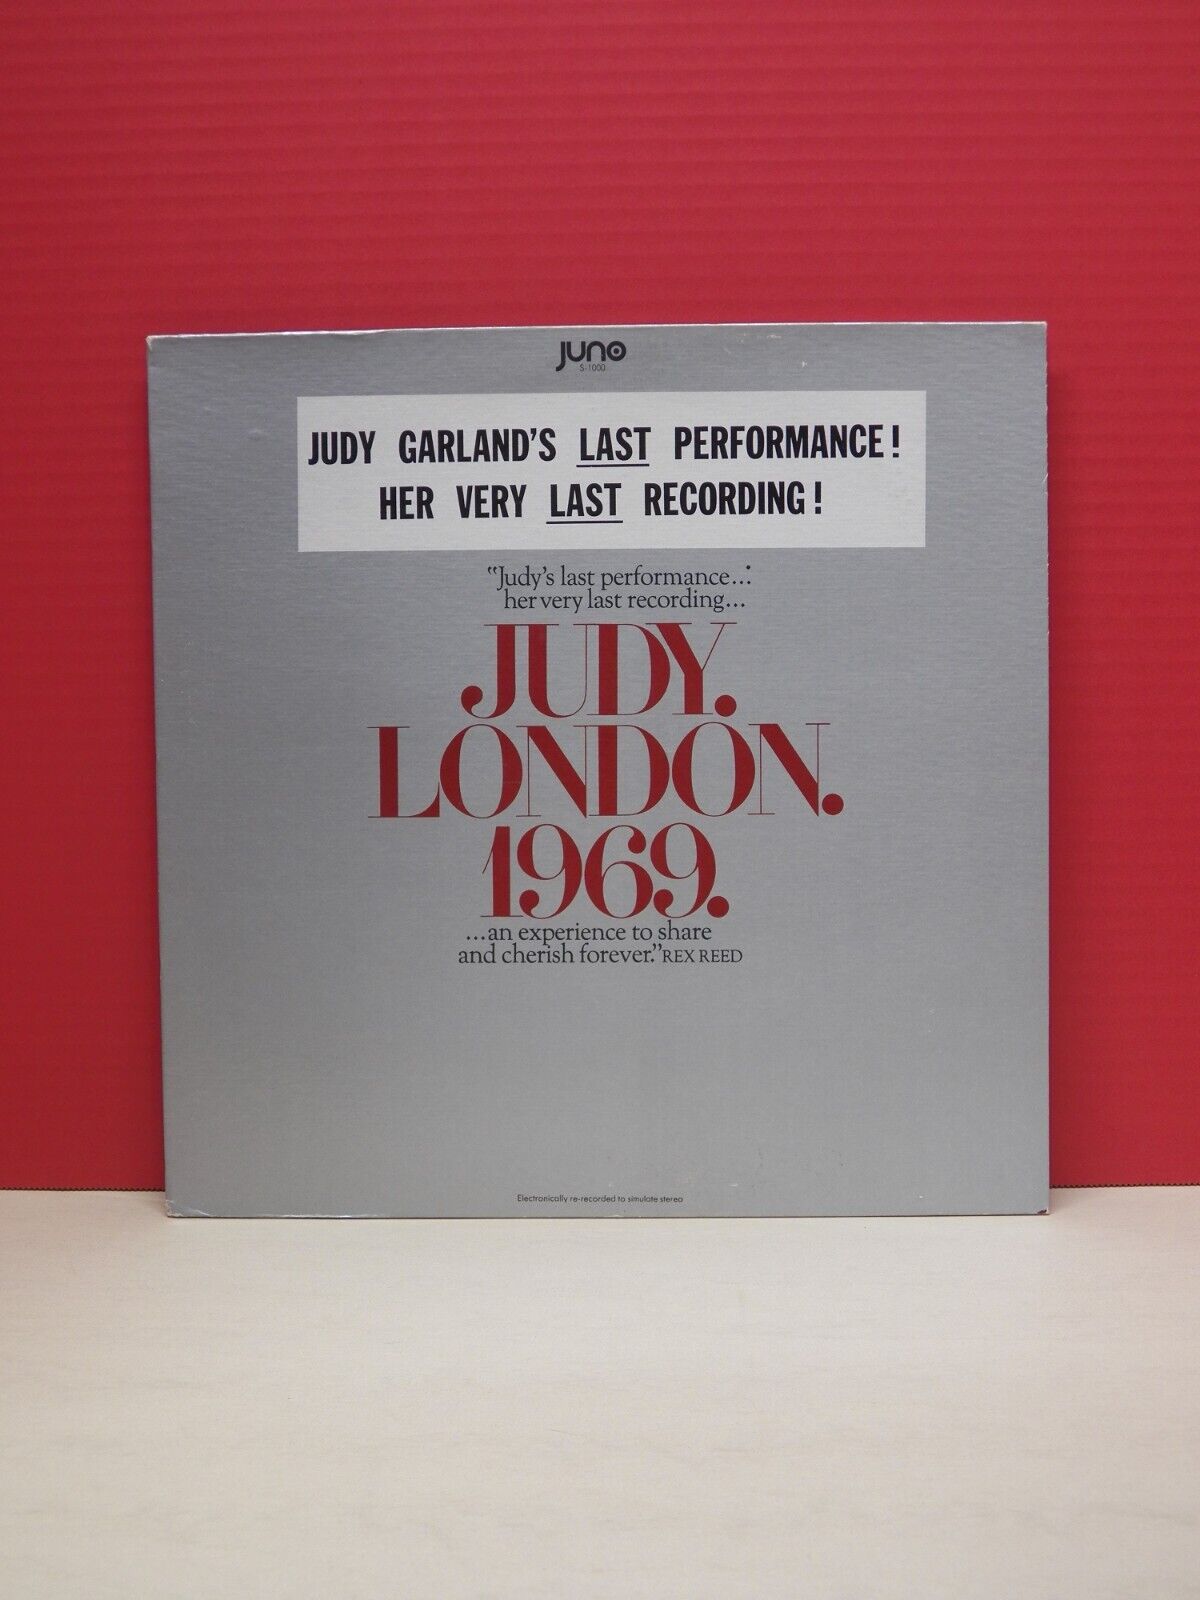 JUNO
S-1000
JUDY GARLAND'S LAST PERFORMANCE!
HER VERY LAST RECORDING!
"Judy's last performance...
her very last recording...
JUDY.
LONDON.
1969.
...an experience to share
and cherish forever." REX REED
Electronically re-recorded to simulate stereo